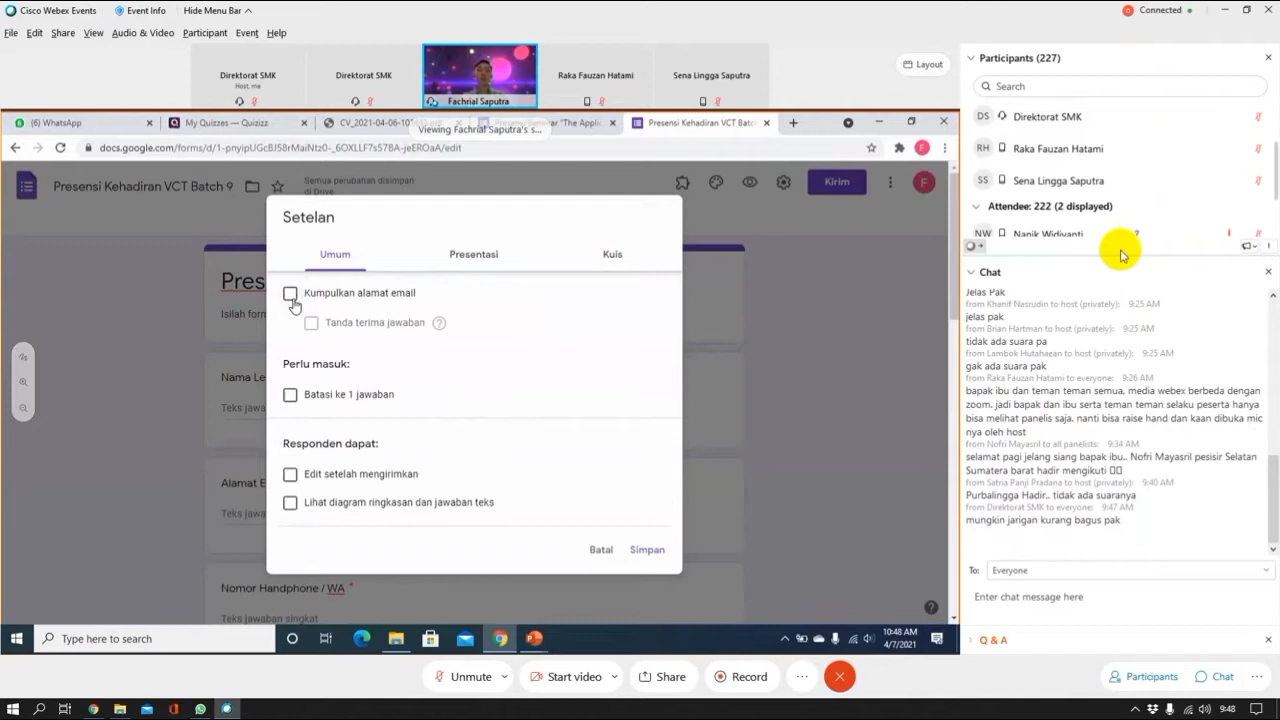 Cisco Webex Events
Event Info
Hide Menu Bar
Connected
File Edit Share View Audio & Video Participant Event Help
Direktorat SMK
Host, me
Direktorat SMK
Fachrial Saputra
Raka Fauzan Hatami
Sena Lingga Saputra
Layout
Viewing Fachrial Saputra's s...
(6) WhatsApp
My Quizzes — Quizizz
Presensi Kehadiran VCT Batch
Presensi Kehadiran VCT Batch 9
Semua perubahan disimpan
di Drive
Kirim
F
F
Pres
Isilah form
Nama Le
Teks jawab
Alamat E
Teks jawab
Nomor Handphone / WA *
Teks jawaban singkat
Setelan
Umum
Presentasi
Kuis
Kumpulkan alamat email
Tanda terima jawaban
Perlu masuk:
Batasi ke 1 jawaban
Responden dapat:
Edit setelah mengirimkan
Lihat diagram ringkasan dan jawaban teks
Batal
Simpan
Type here to search
10:48 AM
4/7/2021
Participants (227)
Search
DS Direktorat SMK
RH Raka Fauzan Hatami
SS Sena Lingga Saputra
Attendee: 222 (2 displayed)
NW Nanik Widiyanti
Chat
Jelas Pak
from Khanif Nasrudin to host (privately): 9:25 AM
jelas pak
from Brian Hartman to host (privately): 9:25 AM
tidak ada suara pa
from Lambok Hutahaean to host (privately): 9:25 AM
gak ada suara pak
from Raka Fauzan Hatami to everyone: 9:26 AM
bapak ibu dan teman teman semua, media webex berbeda dengan
zoom. jadi bapak dan ibu serta teman teman selaku peserta hanya
bisa melihat panelis saja. nanti bisa raise hand dan kaan dibuka mic
nya oleh host
from Nofri Mayasril to all panelists: 9:34 AM
selamat pagi jelang siang bapak ibu.. Nofri Mayasril pesisir Selatan
Sumatera barat hadir mengikuti
from Satria Panji Pradana to host (privately): 9:40 AM
Purbalingga Hadir.. tidak ada suaranya
from Direktorat SMK to everyone: 9:47 AM
mungkin jarigan kurang bagus pak
To: Everyone
Enter chat message here
Q & A
Unmute
Start video
Share
Record
Participants
Chat
9:48